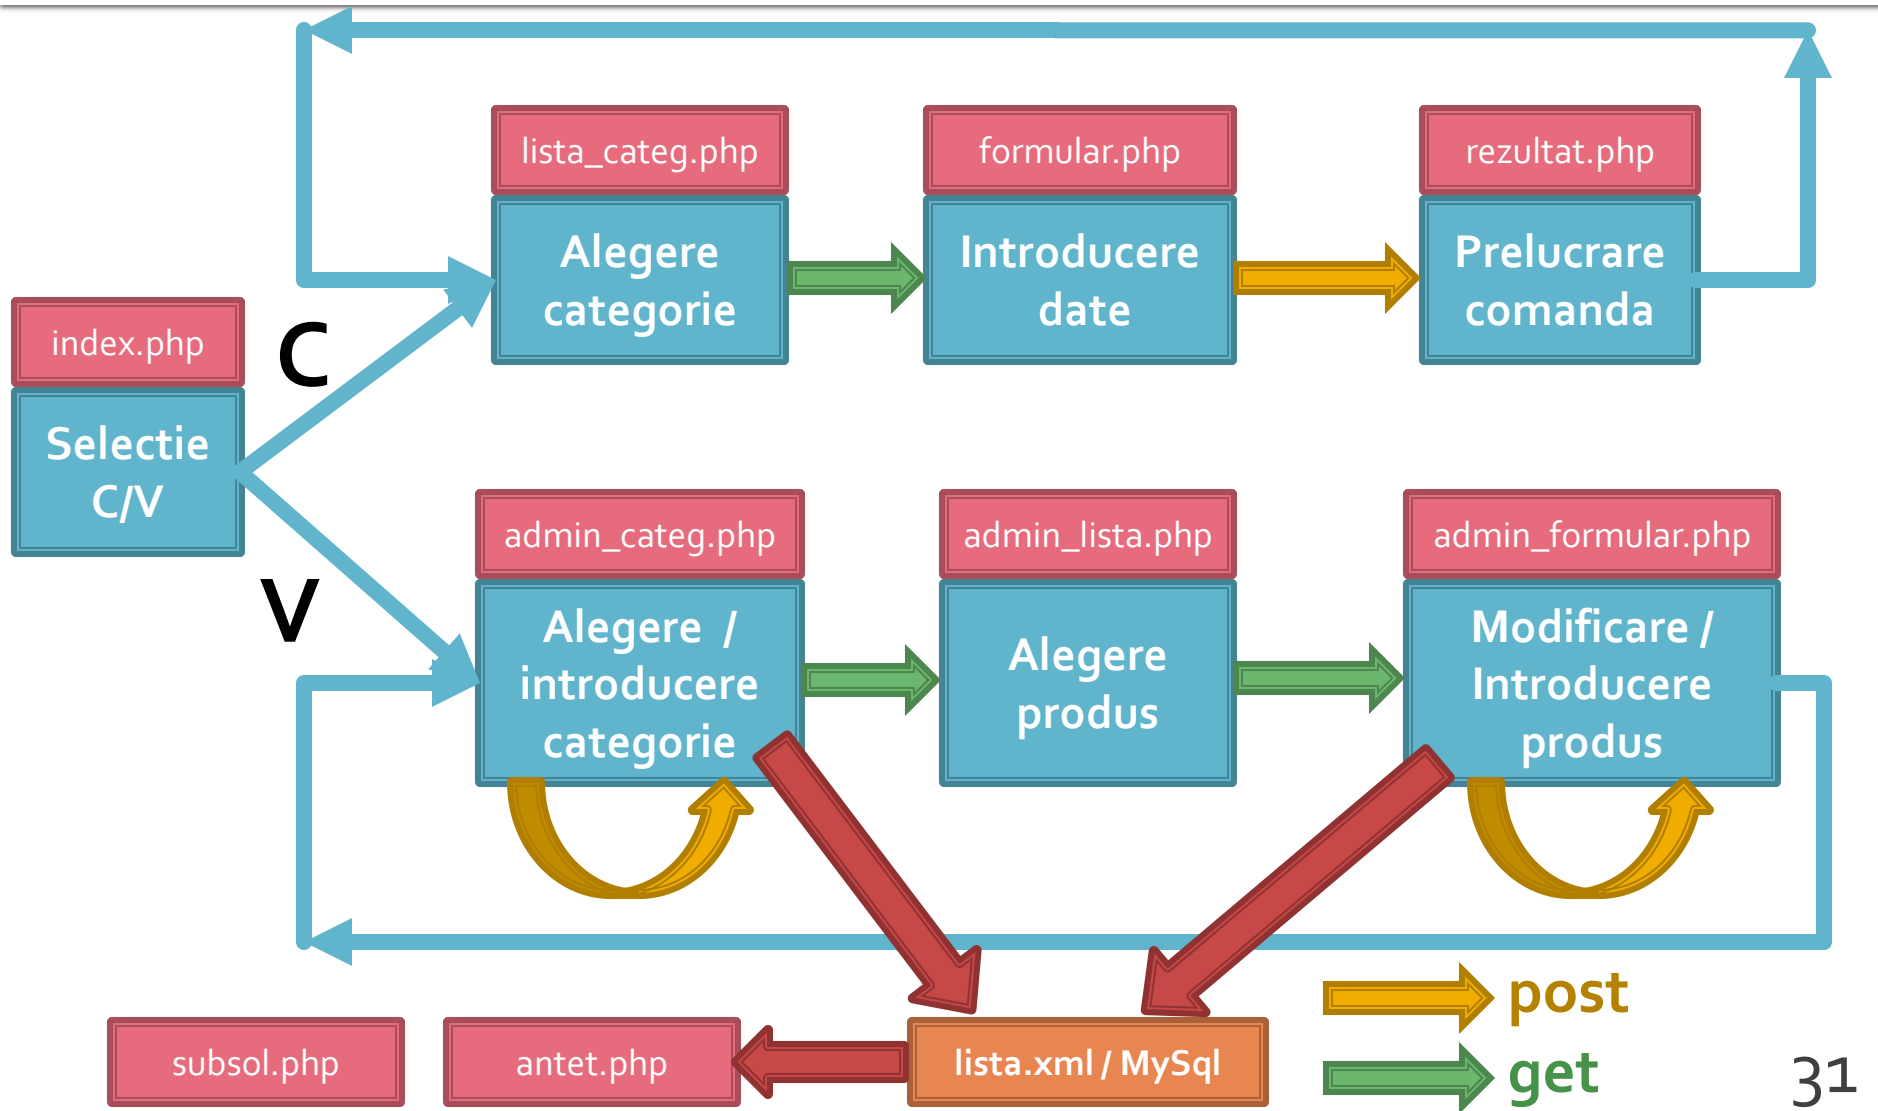 lista_categ.php
formular.php
rezultat.php
Alegere
categorie
Introducere
date
Prelucrare
comanda
index.php
C
Selectie
C/V
V
admin_categ.php
admin_lista.php
admin_formular.php
Alegere /
introducere
categorie
Alegere
produs
Modificare /
Introducere
produs
post
subsol.php
antet.php
lista.xml / MySql
get
31